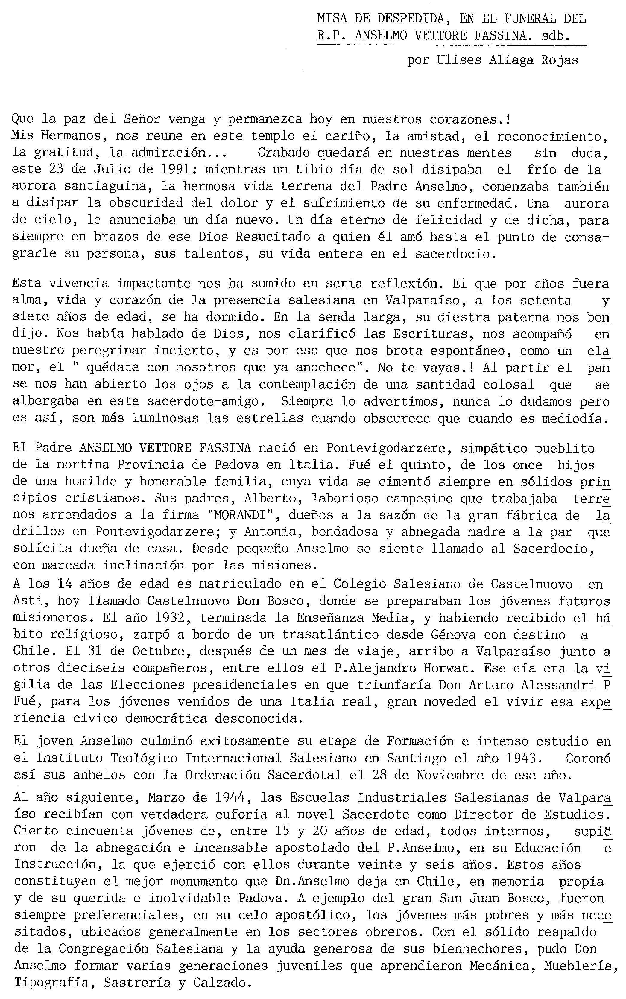 MISA DE DESPEDIDA, EN EL FUNERAL DEL
R.P. ANSELMO VETTORE FASSINA. sdb.
por Ulises Aliaga Rojas
Que la paz del Señor venga y permanezca hoy en nuestros corazones.!
Mis Hermanos, nos reune en este templo el cariño, la amistad, el reconocimiento,
la gratitud, la admiración... Grabado quedará en nuestras mentes sin duda,
este 23 de Julio de 1991: mientras un tibio día de sol disipaba el frío de la
aurora santiaguina, la hermosa vida terrena del Padre Anselmo, comenzaba también
a disipar la obscuridad del dolor y el sufrimiento de su enfermedad. Una aurora
de cielo, le anunciaba un día nuevo. Un día eterno de felicidad y de dicha, para
siempre en brazos de ese Dios Resucitado a quien él amó hasta el punto de consa-
grarle su persona, sus talentos, su vida entera en el sacerdocio.
Esta vivencia impactante nos ha sumido en seria reflexión. El que por años fuera
alma, vida y corazón de la presencia salesiana en Valparaíso, a los setenta y
siete años de edad, se ha dormido. En la senda larga, su diestra paterna nos ben
dijo. Nos había hablado de Dios, nos clarificó las Escrituras, nos acompañó en
nuestro peregrinar incierto, y es por eso que nos brota espontáneo, como un cla
mor, el " quédate con nosotros que ya anochece". No te vayas.! Al partir el pan
se nos han abierto los ojos a la contemplación de una santidad colosal que se
albergaba en este sacerdote-amigo. Siempre lo advertimos, nunca lo dudamos pero
es así, son más luminosas las estrellas cuando obscurece que cuando es mediodía.
El Padre ANSELMO VETTORE FASSINA nació en Pontevigodarzere, simpático pueblito
de la nortina Provincia de Padova en Italia. Fué el quinto, de los once hijos
de una humilde y honorable familia, cuya vida se cimentó siempre en sólidos prin
cipios cristianos. Sus padres, Alberto, laborioso campesino que trabajaba terre
nos arrendados a la firma "MORANDI", dueños a la sazón de la gran fábrica de la
drillos en Pontevigodarzere; y Antonia, bondadosa y abnegada madre a la par que
solícita dueña de casa. Desde pequeño Anselmo se siente llamado al Sacerdocio,
con marcada inclinación por las misiones.
A los 14 años de edad es matriculado en el Colegio Salesiano de Castelnuovo en
Asti, hoy llamado Castelnuovo Don Bosco, donde se preparaban los jóvenes futuros
misioneros. El año 1932, terminada la Enseñanza Media, y habiendo recibido el há
bito religioso, zarpó a bordo de un trasatlántico desde Génova con destino a
Chile. El 31 de Octubre, después de un mes de viaje, arribo a Valparaíso junto a
otros dieciseis compañeros, entre ellos el P.Alejandro Horwat. Ese día era la vi
gilia de las Elecciones presidenciales en que triunfaría Don Arturo Alessandri P
Fué, para los jóvenes venidos de una Italia real, gran novedad el vivir esa expe
riencia civico democrática desconocida.
El joven Anselmo culminó exitosamente su etapa de Formación e intenso estudio en
el Instituto Teológico Internacional Salesiano en Santiago el año 1943. Coronó
así sus anhelos con la Ordenación Sacerdotal el 28 de Noviembre de ese año.
Al año siguiente, Marzo de 1944, las Escuelas Industriales Salesianas de Valpara
íso recibían con verdadera euforia al novel Sacerdote como Director de Estudios.
Ciento cincuenta jóvenes de, entre 15 y 20 años de edad, todos internos, supië
ron de la abnegación e incansable apostolado del P.Anselmo, en su Educación e
Instrucción, la que ejerció con ellos durante veinte y seis años. Estos años
constituyen el mejor monumento que Dn.Anselmo deja en Chile, en memoria propia
y de su querida e inolvidable Padova. A ejemplo del gran San Juan Bosco, fueron
siempre preferenciales, en su celo apostólico, los jóvenes más pobres y más nece
sitados, ubicados generalmente en los sectores obreros. Con el sólido respaldo
de la Congregación Salesiana y la ayuda generosa de sus bienhechores, pudo Don
Anselmo formar varias generaciones juveniles que aprendieron Mecánica, Mueblería,
Tipografía, Sastrería y Calzado.